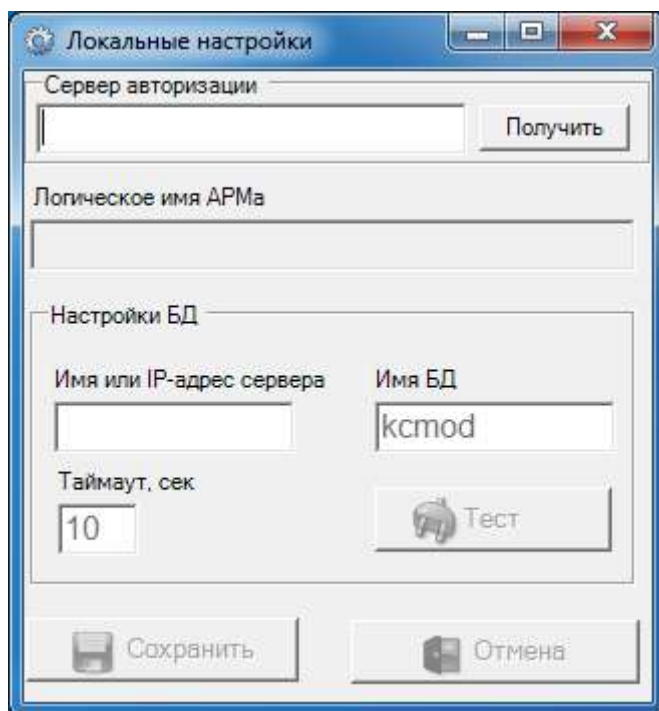 Локальные настройки
Сервер авторизации
Получить
Логическое имя АРМа
Настройки БД
Имя или IP-адрес сервера Имя БД
kcmod
Таймаут, сек
10 Тест
Сохранить Отмена